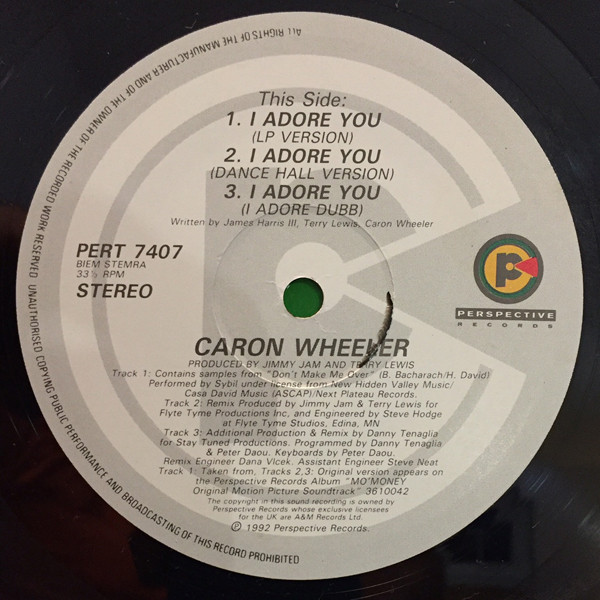 ALL RIGHTS OF THE MANUFACTURER AND OF THE OWNER OF THE RECORDED WORK RESERVED UNAUTHORISED COPYING PUBLIC PERFORMANCE AND BROADCASTING OF THIS RECORD PROHIBITED
This Side:
1. I ADORE YOU
(LP VERSION)
2. I ADORE YOU
(DANCE HALL VERSION)
3. I ADORE YOU
(I ADORE DUBB)
Written by James Harris III, Terry Lewis, Caron Wheeler
PERT 7407
BIEM STEMRA
33⅓ RPM
STEREO
PERSPECTIVE
RECORDS
CARON WHEELER
PRODUCED BY JIMMY JAM AND TERRY LEWIS
Track 1: Contains samples from "Don't Make Me Over" (B. Bacharach/H. David)
Performed by Sybil under license from New Hidden Valley Music/
Casa David Music (ASCAP)/Next Plateau Records.
Track 2: Remix Produced by Jimmy Jam & Terry Lewis for
Flyte Tyme Productions Inc, and Engineered by Steve Hodge
at Flyte Tyme Studios, Edina, MN
Track 3: Additional Production & Remix by Danny Tenaglia
for Stay Tuned Productions. Programmed by Danny Tenaglia
& Peter Daou. Keyboards by Peter Daou.
Remix Engineer Dana Vlcek. Assistant Engineer Steve Neat
Track 1: Taken from, Tracks 2,3: Original version appears on
the Perspective Records Album "MO'MONEY
Original Motion Picture Soundtrack" 3610042
The copyright in this sound recording is owned by
Perspective Records whose exclusive licensees
for the UK are A&M Records Ltd.
℗ 1992 Perspective Records.